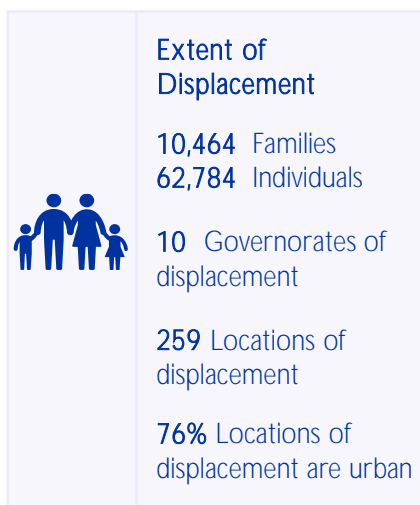 Extent of
Displacement
10,464 Families
62,784 Individuals
10 Governorates of
displacement
259 Locations of
displacement
76% Locations of
displacement are urban